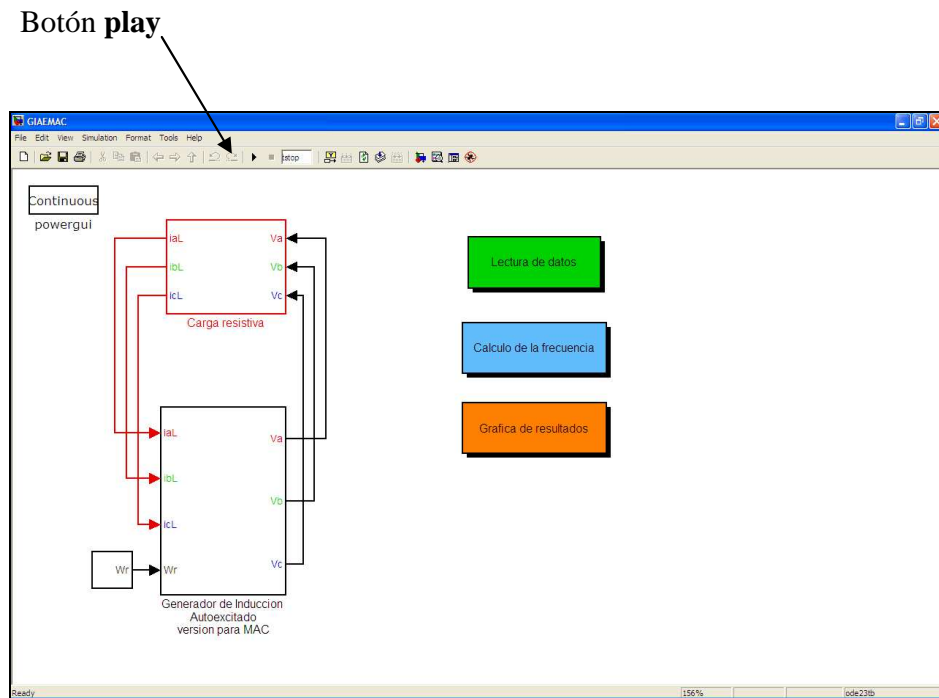 Botón play
GIAEMAC
File Edit View Simulation Format Tools Help
tstop
Continuous
powergui
iaL Va
ibL Vb
icL Vc
Carga resistiva
Lectura de datos
Calculo de la frecuencia
Grafica de resultados
iaL Va
ibL Vb
icL Vc
Wr Wr
Generador de Induccion
Autoexcitado
version para MAC
Ready 156% ode23tb